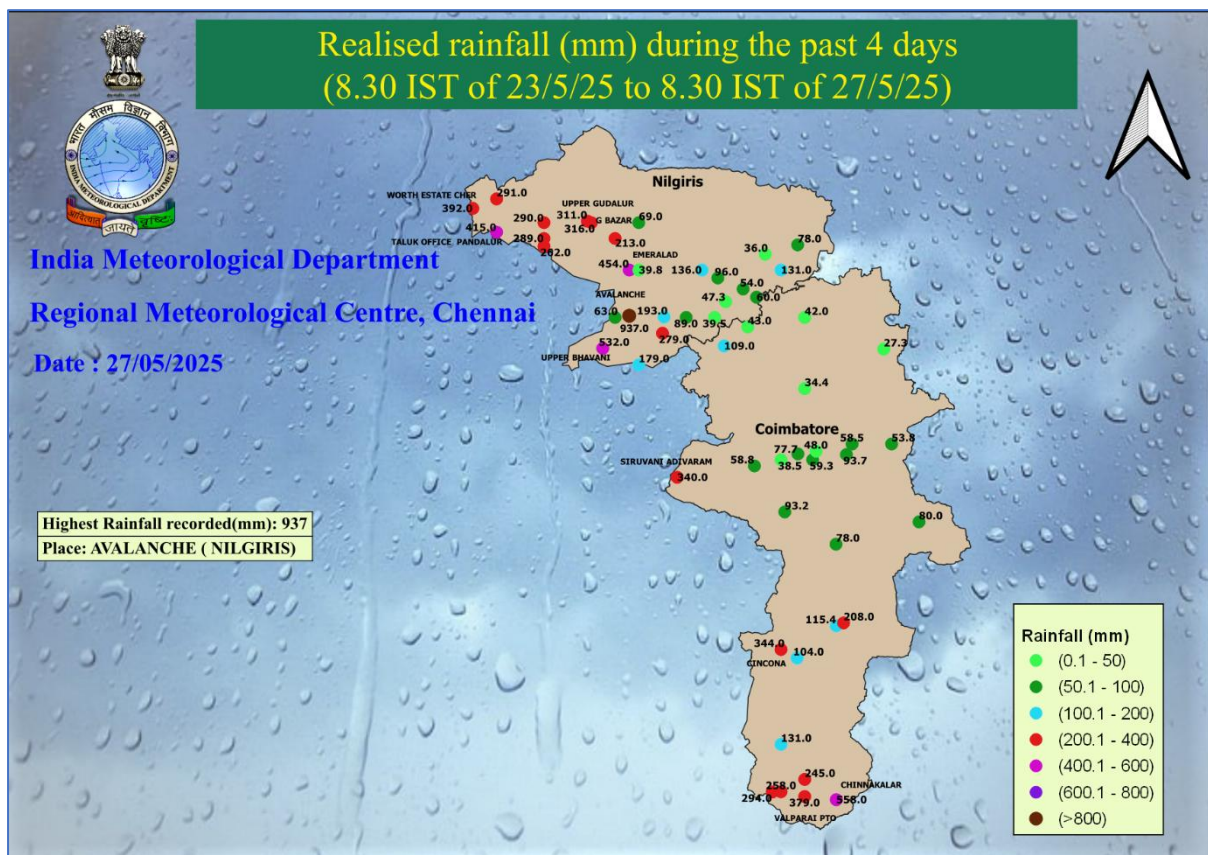 Realised rainfall (mm) during the past 4 days
(8.30 IST of 23/5/25 to 8.30 IST of 27/5/25)
भारत मौसम विज्ञान विभाग
INDIA METEOROLOGICAL DEPARTMENT
आदित्यात् जायते वृष्टिः
India Meteorological Department
Regional Meteorological Centre, Chennai
Date : 27/05/2025
Nilgiris
WORTH ESTATE CHER
291.0
392.0
415.0
TALUK OFFICE PANDALUR
UPPER GUDALUR
290.0
311.0
G BAZAR
316.0
69.0
289.0
282.0
213.0
78.0
36.0
EMERALAD
454.0
39.8
136.0
96.0
131.0
54.0
60.0
47.3
AVALANCHE
63.0
193.0
937.0
89.0
39.5
43.0
42.0
279.0
532.0
UPPER BHAVANI
179.0
109.0
27.3
34.4
Coimbatore
58.5
53.8
77.7
48.0
58.8
38.5
59.3
93.7
SIRUVANI ADIVARAM
340.0
93.2
80.0
78.0
Highest Rainfall recorded(mm): 937
Place: AVALANCHE ( NILGIRIS)
115.4
208.0
344.0
104.0
CINCONA
131.0
245.0
258.0
CHINNAKALAR
294.0
379.0
558.0
VALPARAI PTO
Rainfall (mm)
(0.1 - 50)
(50.1 - 100)
(100.1 - 200)
(200.1 - 400)
(400.1 - 600)
(600.1 - 800)
(>800)